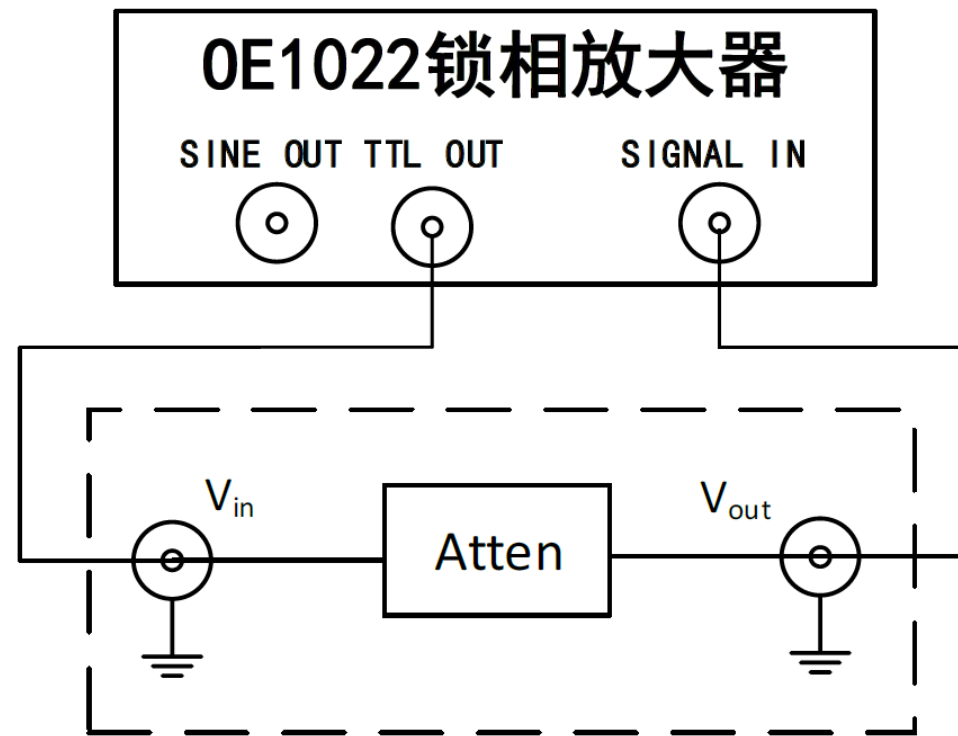 OE1022锁相放大器
SINE OUT TTL OUT SIGNAL IN
Vin Vout
Atten